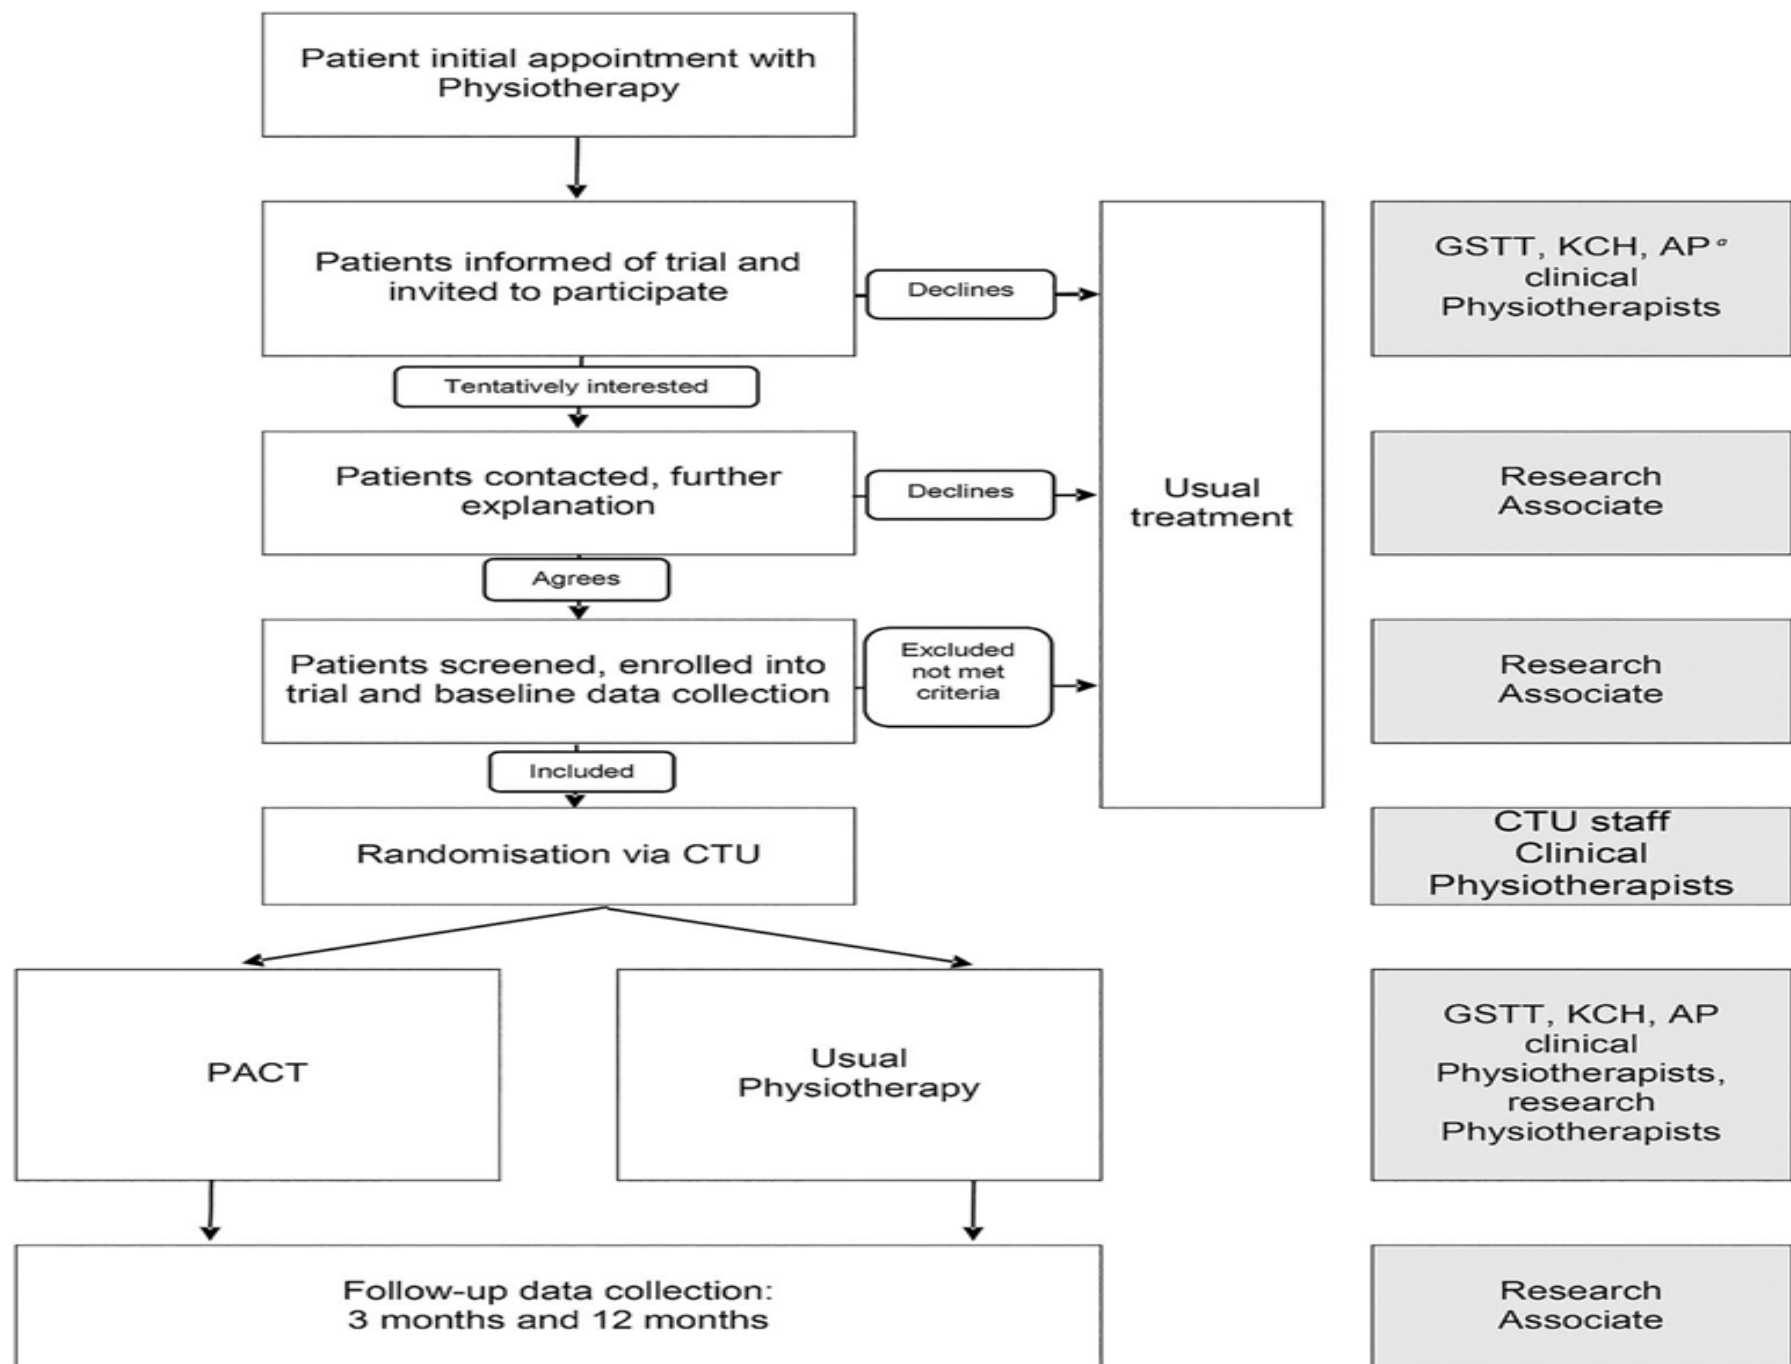 Patient initial appointment with
Physiotherapy
Patients informed of trial and
invited to participate
Declines
GSTT, KCH, AP ᵃ
clinical
Physiotherapists
Tentatively interested
Patients contacted, further
explanation
Declines
Usual
treatment
Research
Associate
Agrees
Patients screened, enrolled into
trial and baseline data collection
Excluded
not met
criteria
Research
Associate
Included
Randomisation via CTU
CTU staff
Clinical
Physiotherapists
PACT
Usual
Physiotherapy
GSTT, KCH, AP
clinical
Physiotherapists,
research
Physiotherapists
Follow-up data collection:
3 months and 12 months
Research
Associate